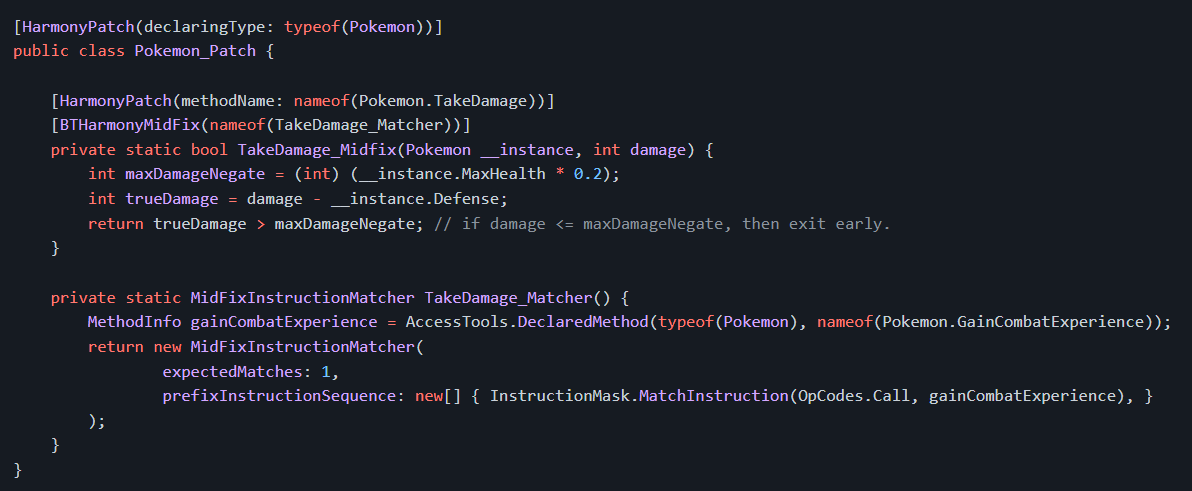 [HarmonyPatch(declaringType: typeof(Pokemon))]
public class Pokemon_Patch {
[HarmonyPatch(methodName: nameof(Pokemon.TakeDamage))]
[BTHarmonyMidFix(nameof(TakeDamage_Matcher))]
private static bool TakeDamage_Midfix(Pokemon __instance, int damage) {
int maxDamageNegate = (int) (__instance.MaxHealth * 0.2);
int trueDamage = damage - __instance.Defense;
return trueDamage > maxDamageNegate; // if damage <= maxDamageNegate, then exit early.
}
private static MidFixInstructionMatcher TakeDamage_Matcher() {
MethodInfo gainCombatExperience = AccessTools.DeclaredMethod(typeof(Pokemon), nameof(Pokemon.GainCombatExperience));
return new MidFixInstructionMatcher(
expectedMatches: 1,
prefixInstructionSequence: new[] { InstructionMask.MatchInstruction(OpCodes.Call, gainCombatExperience), }
);
}
}